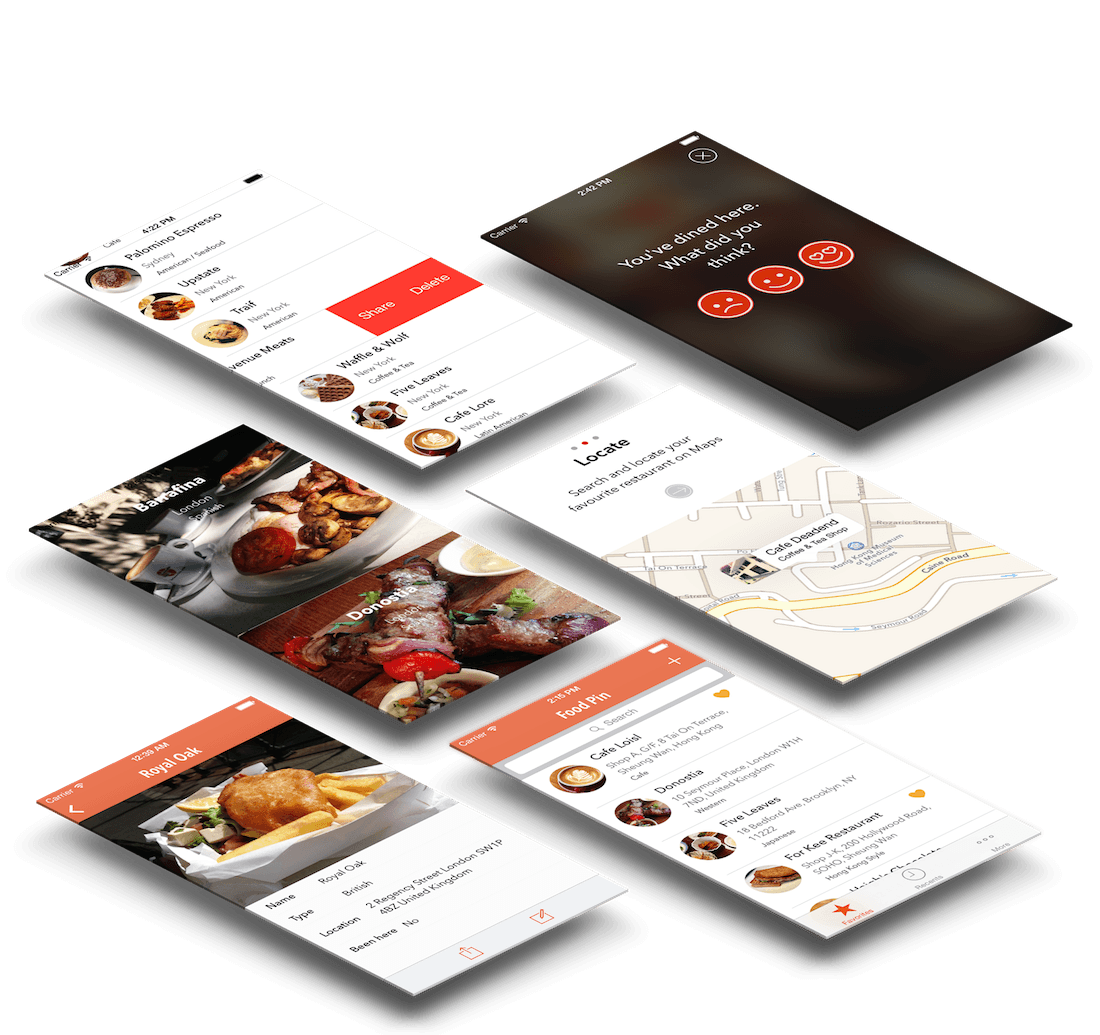 Carrier
4:22 PM
Cafe
Palomino Espresso
Sydney
American / Seafood
Upstate
New York
American
Traif
New York
American
Share
Delete
venue Meats
Waffle & Wolf
New York
Coffee & Tea
Five Leaves
New York
Coffee & Tea
Cafe Lore
New York
Latin American
Carrier
2:42 PM
You've dined here.
What did you
think?
Barrafina
London
Spanish
Donostia
London
Locate
Search and locate your
favourite restaurant on Maps
Cafe Deadend
Coffee & Tea Shop
Rozario Street
Tai On Terrace
Hong Kong Museum
of Medical
Sciences
Caine Road
Seymour Road
Carrier
12:39 AM
Royal Oak
Name
Royal Oak
Type
British
Location
2 Regency Street London SW1P
4BZ United Kingdom
Been here
No
Carrier
2:15 PM
Food Pin
Search
Cafe Loisl
Shop A, G/F, 8 Tai On Terrace,
Sheung Wan, Hong Kong
Cafe
Donostia
10 Seymour Place, London W1H
7ND, United Kingdom
Western
Five Leaves
18 Bedford Ave, Brooklyn, NY
11222
Japanese
For Kee Restaurant
Shop J-K, 200 Hollywood Road,
SOHO, Sheung Wan
Hong Kong Style
Favorites
Recents
More